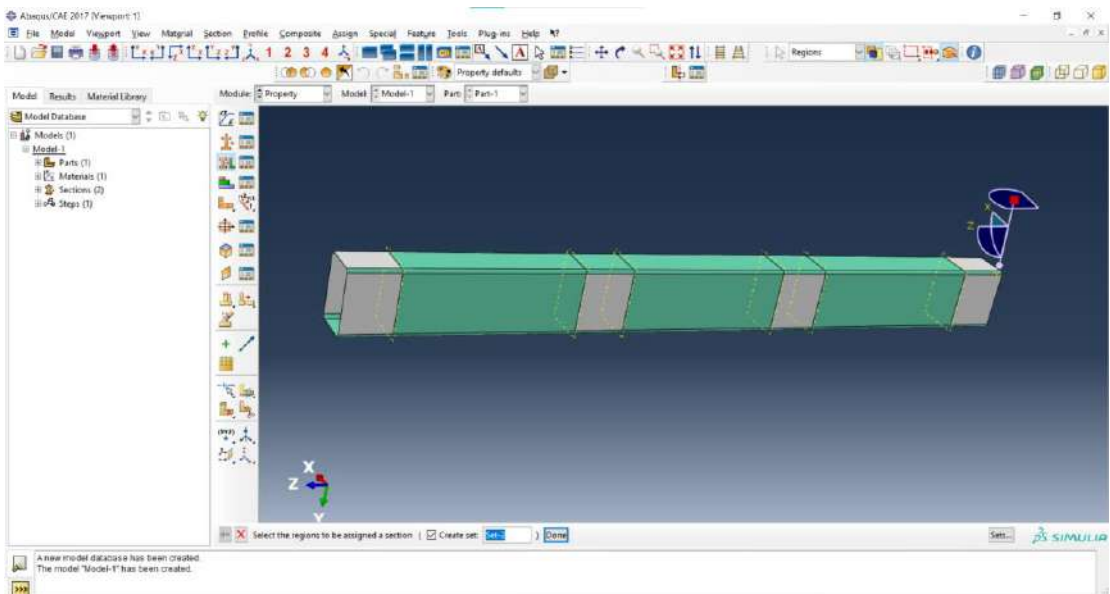 Abaqus/CAE 2017 [Viewport: 1]
File Model Viewport View Material Section Profile Composite Assign Special Feature Tools Plug-ins Help
1 2 3 4 A Regions
Property defaults
Model Results Material Library Module: Property Model: Model-1 Part: Part-1
Model Database
Models (1)
Model-1
Parts (1)
Materials (1)
Sections (2)
Steps (1)
X
Z
X
Z
Y
Select the regions to be assigned a section Create set: Set-2 Done Sets... SIMULIA
A new model database has been created.
The model "Model-1" has been created.
>>>